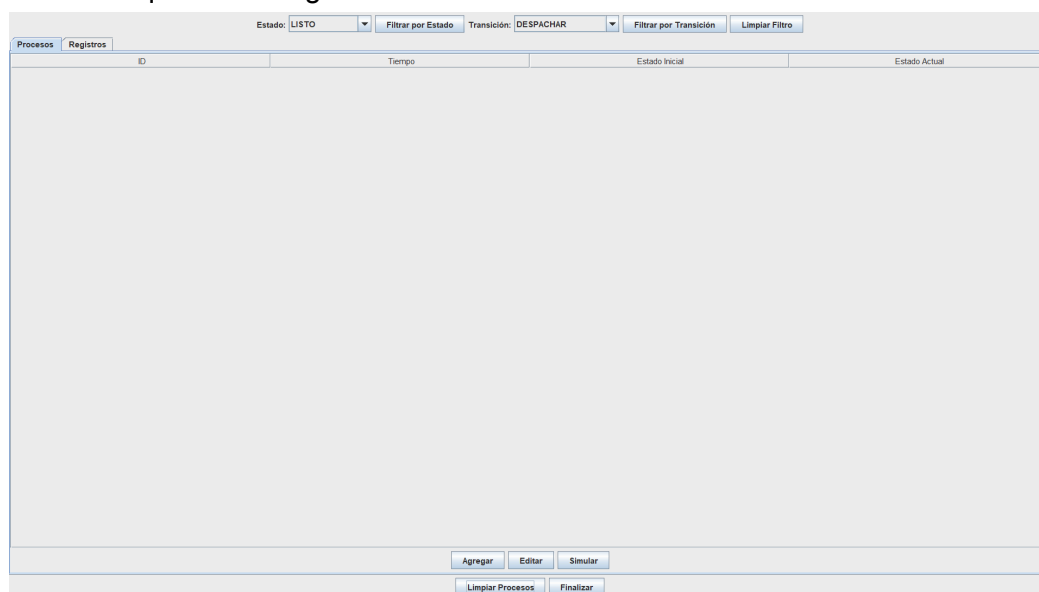 Estado: LISTO Filtrar por Estado Transición: DESPACHAR Filtrar por Transición Limpiar Filtro
Procesos Registros
ID Tiempo Estado Inicial Estado Actual
Agregar Editar Simular
Limpiar Procesos Finalizar